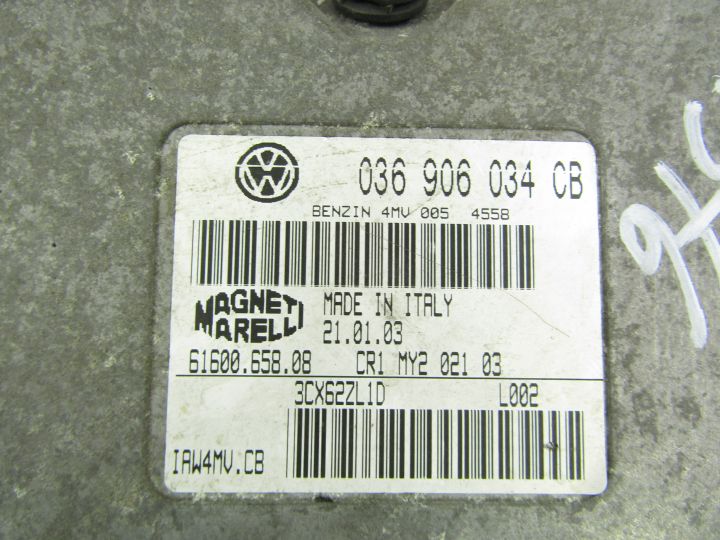 036 906 034 CB
BENZIN 4MV 005 4558
MAGNETI MARELLI
MADE IN ITALY
21.01.03
61600.658.08 CR1 MY2 021 03
3CX62ZL1D L002
IAW4MV.CB